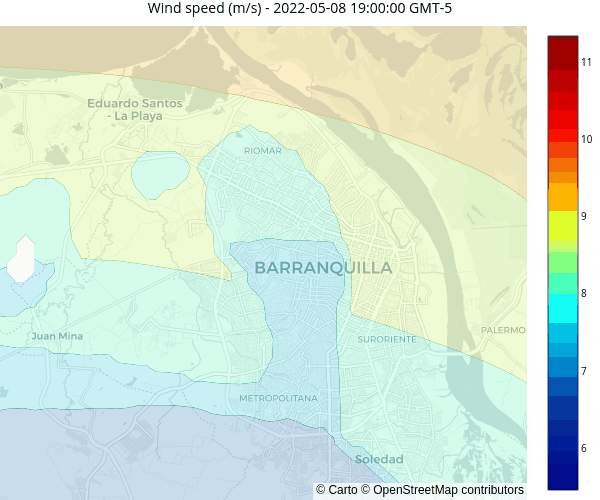 Wind speed (m/s) - 2022-05-08 19:00:00 GMT-5
Eduardo Santos
- La Playa
RIOMAR
BARRANQUILLA
Juan Mina
SURORIENTE
PALERMO
METROPOLITANA
Soledad
11
10
9
8
7
6
© Carto © OpenStreetMap contributors